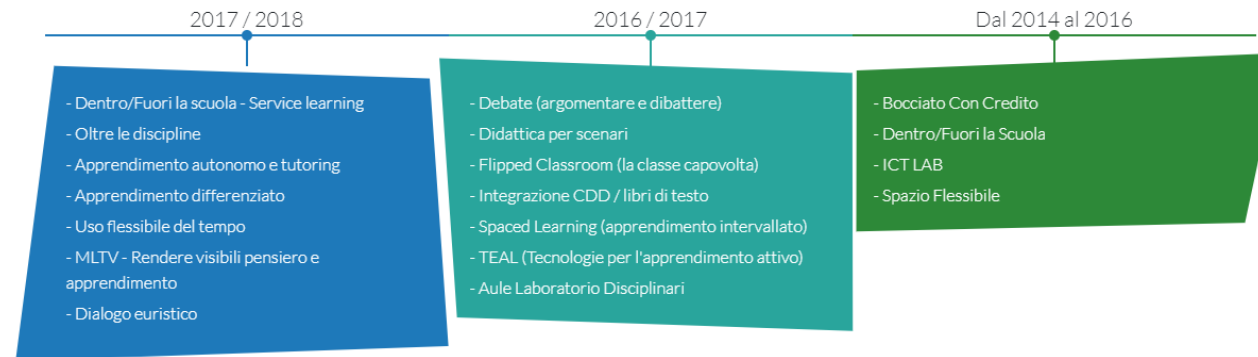 2017 / 2018
- Dentro/Fuori la scuola - Service learning
- Oltre le discipline
- Apprendimento autonomo e tutoring
- Apprendimento differenziato
- Uso flessibile del tempo
- MLTV - Rendere visibili pensiero e
apprendimento
- Dialogo euristico
2016 / 2017
- Debate (argomentare e dibattere)
- Didattica per scenari
- Flipped Classroom (la classe capovolta)
- Integrazione CDD / libri di testo
- Spaced Learning (apprendimento intervallato)
- TEAL (Tecnologie per l'apprendimento attivo)
- Aule Laboratorio Disciplinari
Dal 2014 al 2016
- Bocciato Con Credito
- Dentro/Fuori la Scuola
- ICT LAB
- Spazio Flessibile